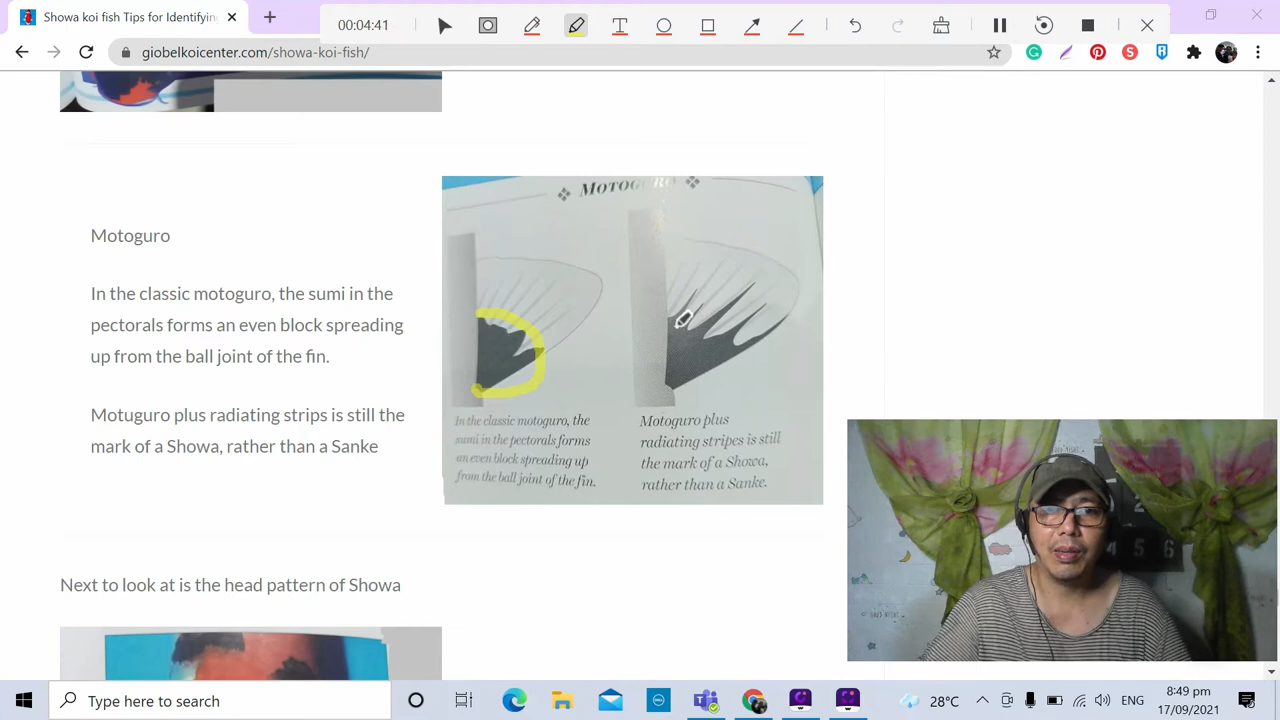 Showa koi fish Tips for Identifyin
00:04:41
giobelkoicenter.com/showa-koi-fish/
MOTOGURO
Motoguro
In the classic motoguro, the sumi in the
pectorals forms an even block spreading
up from the ball joint of the fin.
Motuguro plus radiating strips is still the
mark of a Showa, rather than a Sanke
In the classic motoguro, the
sumi in the pectorals forms
an even block spreading up
from the ball joint of the fin.
Motoguro plus
radiating stripes is still
the mark of a Showa,
rather than a Sanke.
Next to look at is the head pattern of Showa
4 5 6
Type here to search
28°C
ENG
8:49 pm
17/09/2021